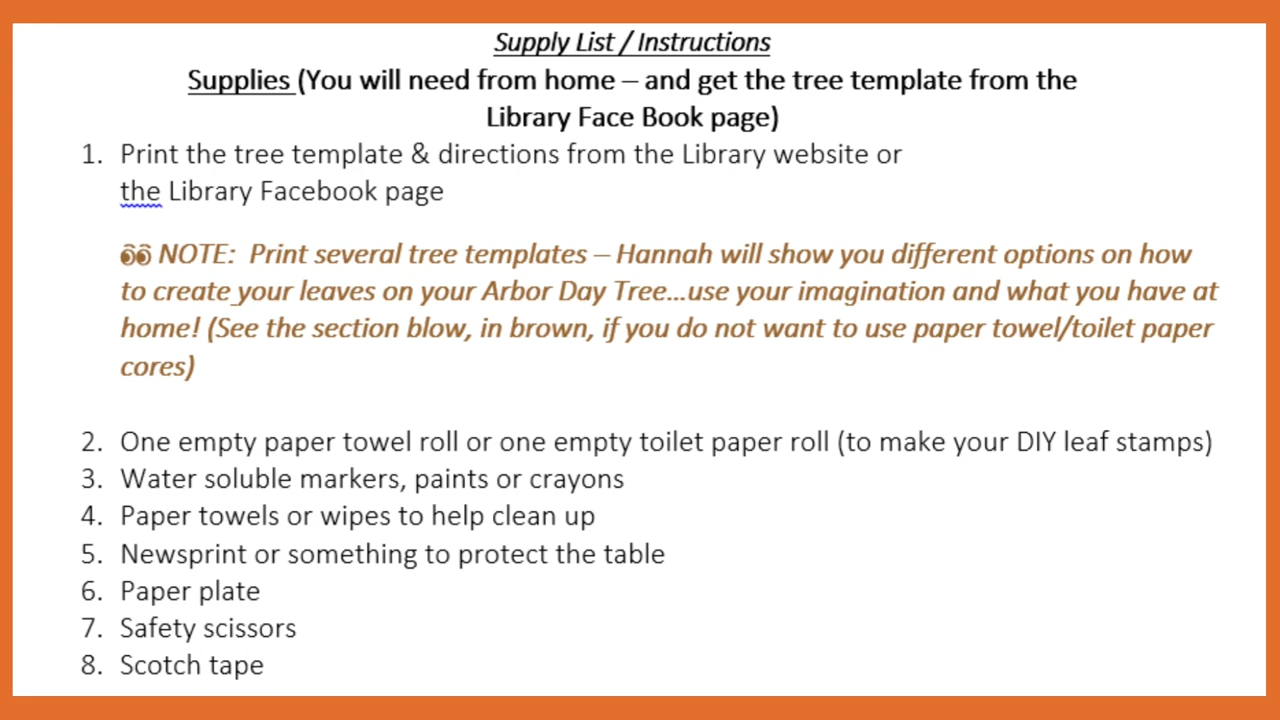 Supply List / Instructions
Supplies (You will need from home – and get the tree template from the
Library Face Book page)
1. Print the tree template & directions from the Library website or
the Library Facebook page
NOTE: Print several tree templates – Hannah will show you different options on how
to create your leaves on your Arbor Day Tree...use your imagination and what you have at
home! (See the section blow, in brown, if you do not want to use paper towel/toilet paper
cores)
2. One empty paper towel roll or one empty toilet paper roll (to make your DIY leaf stamps)
3. Water soluble markers, paints or crayons
4. Paper towels or wipes to help clean up
5. Newsprint or something to protect the table
6. Paper plate
7. Safety scissors
8. Scotch tape